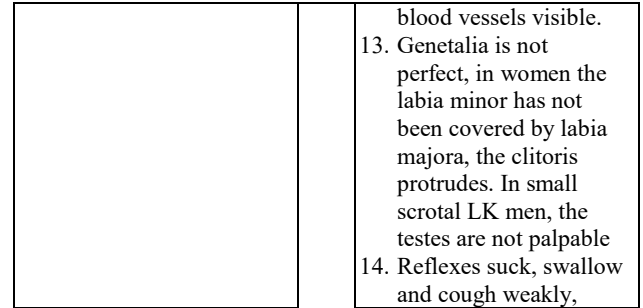 blood vessels visible.
13. Genetalia is not
perfect, in women the
labia minor has not
been covered by labia
majora, the clitoris
protrudes. In small
scrotal LK men, the
testes are not palpable
14. Reflexes suck, swallow
and cough weakly,